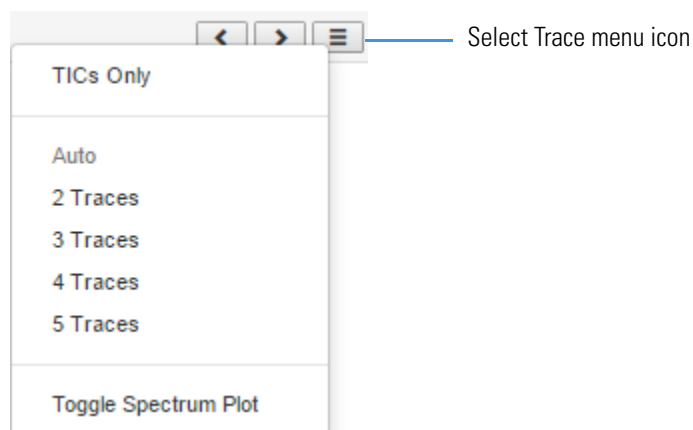 Select Trace menu icon
TICs Only
Auto
2 Traces
3 Traces
4 Traces
5 Traces
Toggle Spectrum Plot